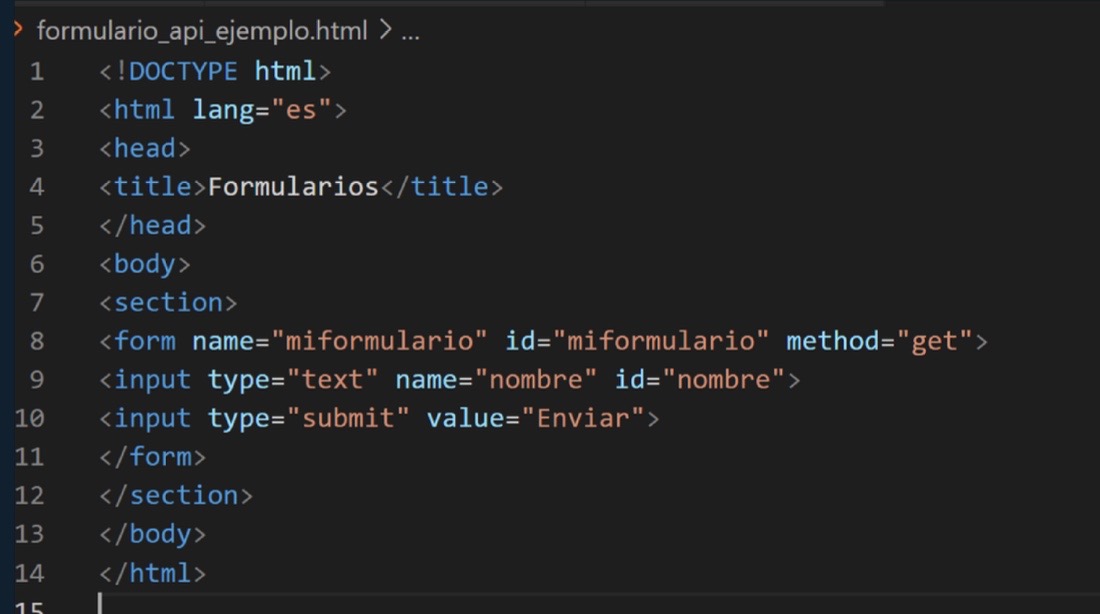 formulario_api_ejemplo.html > ...
1 <!DOCTYPE html>
2 <html lang="es">
3 <head>
4 <title>Formularios</title>
5 </head>
6 <body>
7 <section>
8 <form name="miformulario" id="miformulario" method="get">
9 <input type="text" name="nombre" id="nombre">
10 <input type="submit" value="Enviar">
11 </form>
12 </section>
13 </body>
14 </html>
15